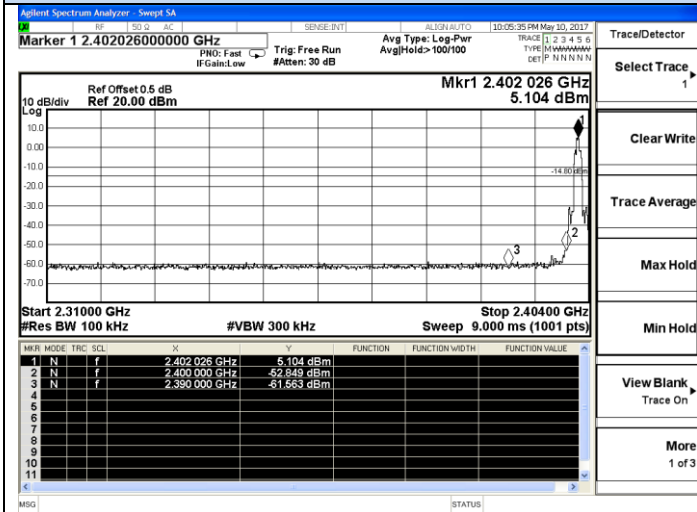 Agilent Spectrum Analyzer - Swept SA
RF 50 Ω AC SENSE:INT ALIGN AUTO 10:05:35 PM May 10, 2017
Marker 1 2.402026000000 GHz
PNO: Fast
IFGain:Low
Trig: Free Run
#Atten: 30 dB
Avg Type: Log-Pwr
Avg|Hold:> 100/100
TRACE 1 2 3 4 5 6
TYPE M WWWWW
DET P N N N N N
Ref Offset 0.5 dB
Ref 20.00 dBm
10 dB/div
Log
Mkr1 2.402 026 GHz
5.104 dBm
10.0
0.00
-10.0
-20.0
-30.0
-40.0
-50.0
-60.0
-70.0
1
-14.80 dBm
2
3
Start 2.31000 GHz
Stop 2.40400 GHz
#Res BW 100 kHz #VBW 300 kHz Sweep 9.000 ms (1001 pts)
MKR MODE TRC SCL X Y FUNCTION FUNCTION WIDTH FUNCTION VALUE
1 N f 2.402 026 GHz 5.104 dBm
2 N f 2.400 000 GHz -52.849 dBm
3 N f 2.390 000 GHz -61.563 dBm
4
5
6
7
8
9
10
11
MSG STATUS
Trace/Detector
Select Trace
1
Clear Write
Trace Average
Max Hold
Min Hold
View Blank
Trace On
More
1 of 3